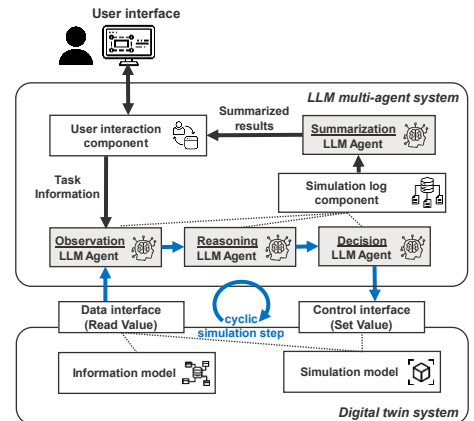 User interface
LLM multi-agent system
User interaction
component
Summarized
results
Summarization
LLM Agent
Task
Information
Simulation log
component
Observation
LLM Agent
Reasoning
LLM Agent
Decision
LLM Agent
Data interface
(Read Value)
cyclic
simulation step
Control interface
(Set Value)
Information model
Simulation model
Digital twin system